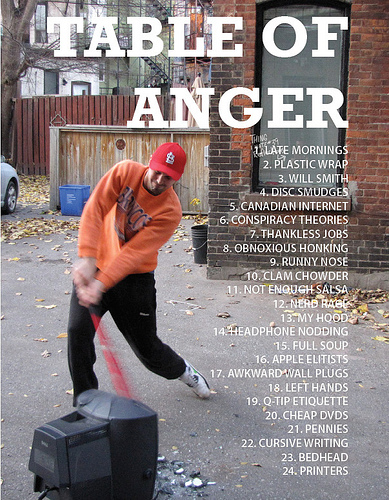 TABLE OF
ANGER
1. LATE MORNINGS
2. PLASTIC WRAP
3. WILL SMITH
4. DISC SMUDGES
5. CANADIAN INTERNET
6. CONSPIRACY THEORIES
7. THANKLESS JOBS
8. OBNOXIOUS HONKING
9. RUNNY NOSE
10. CLAM CHOWDER
11. NOT ENOUGH SALSA
12. NERD RAGE
13. MY HOOD
14. HEADPHONE NODDING
15. FULL SOUP
16. APPLE ELITISTS
17. AWKWARD WALL PLUGS
18. LEFT HANDS
19. Q-TIP ETIQUETTE
20. CHEAP DVDS
21. PENNIES
22. CURSIVE WRITING
23. BEDHEAD
24. PRINTERS